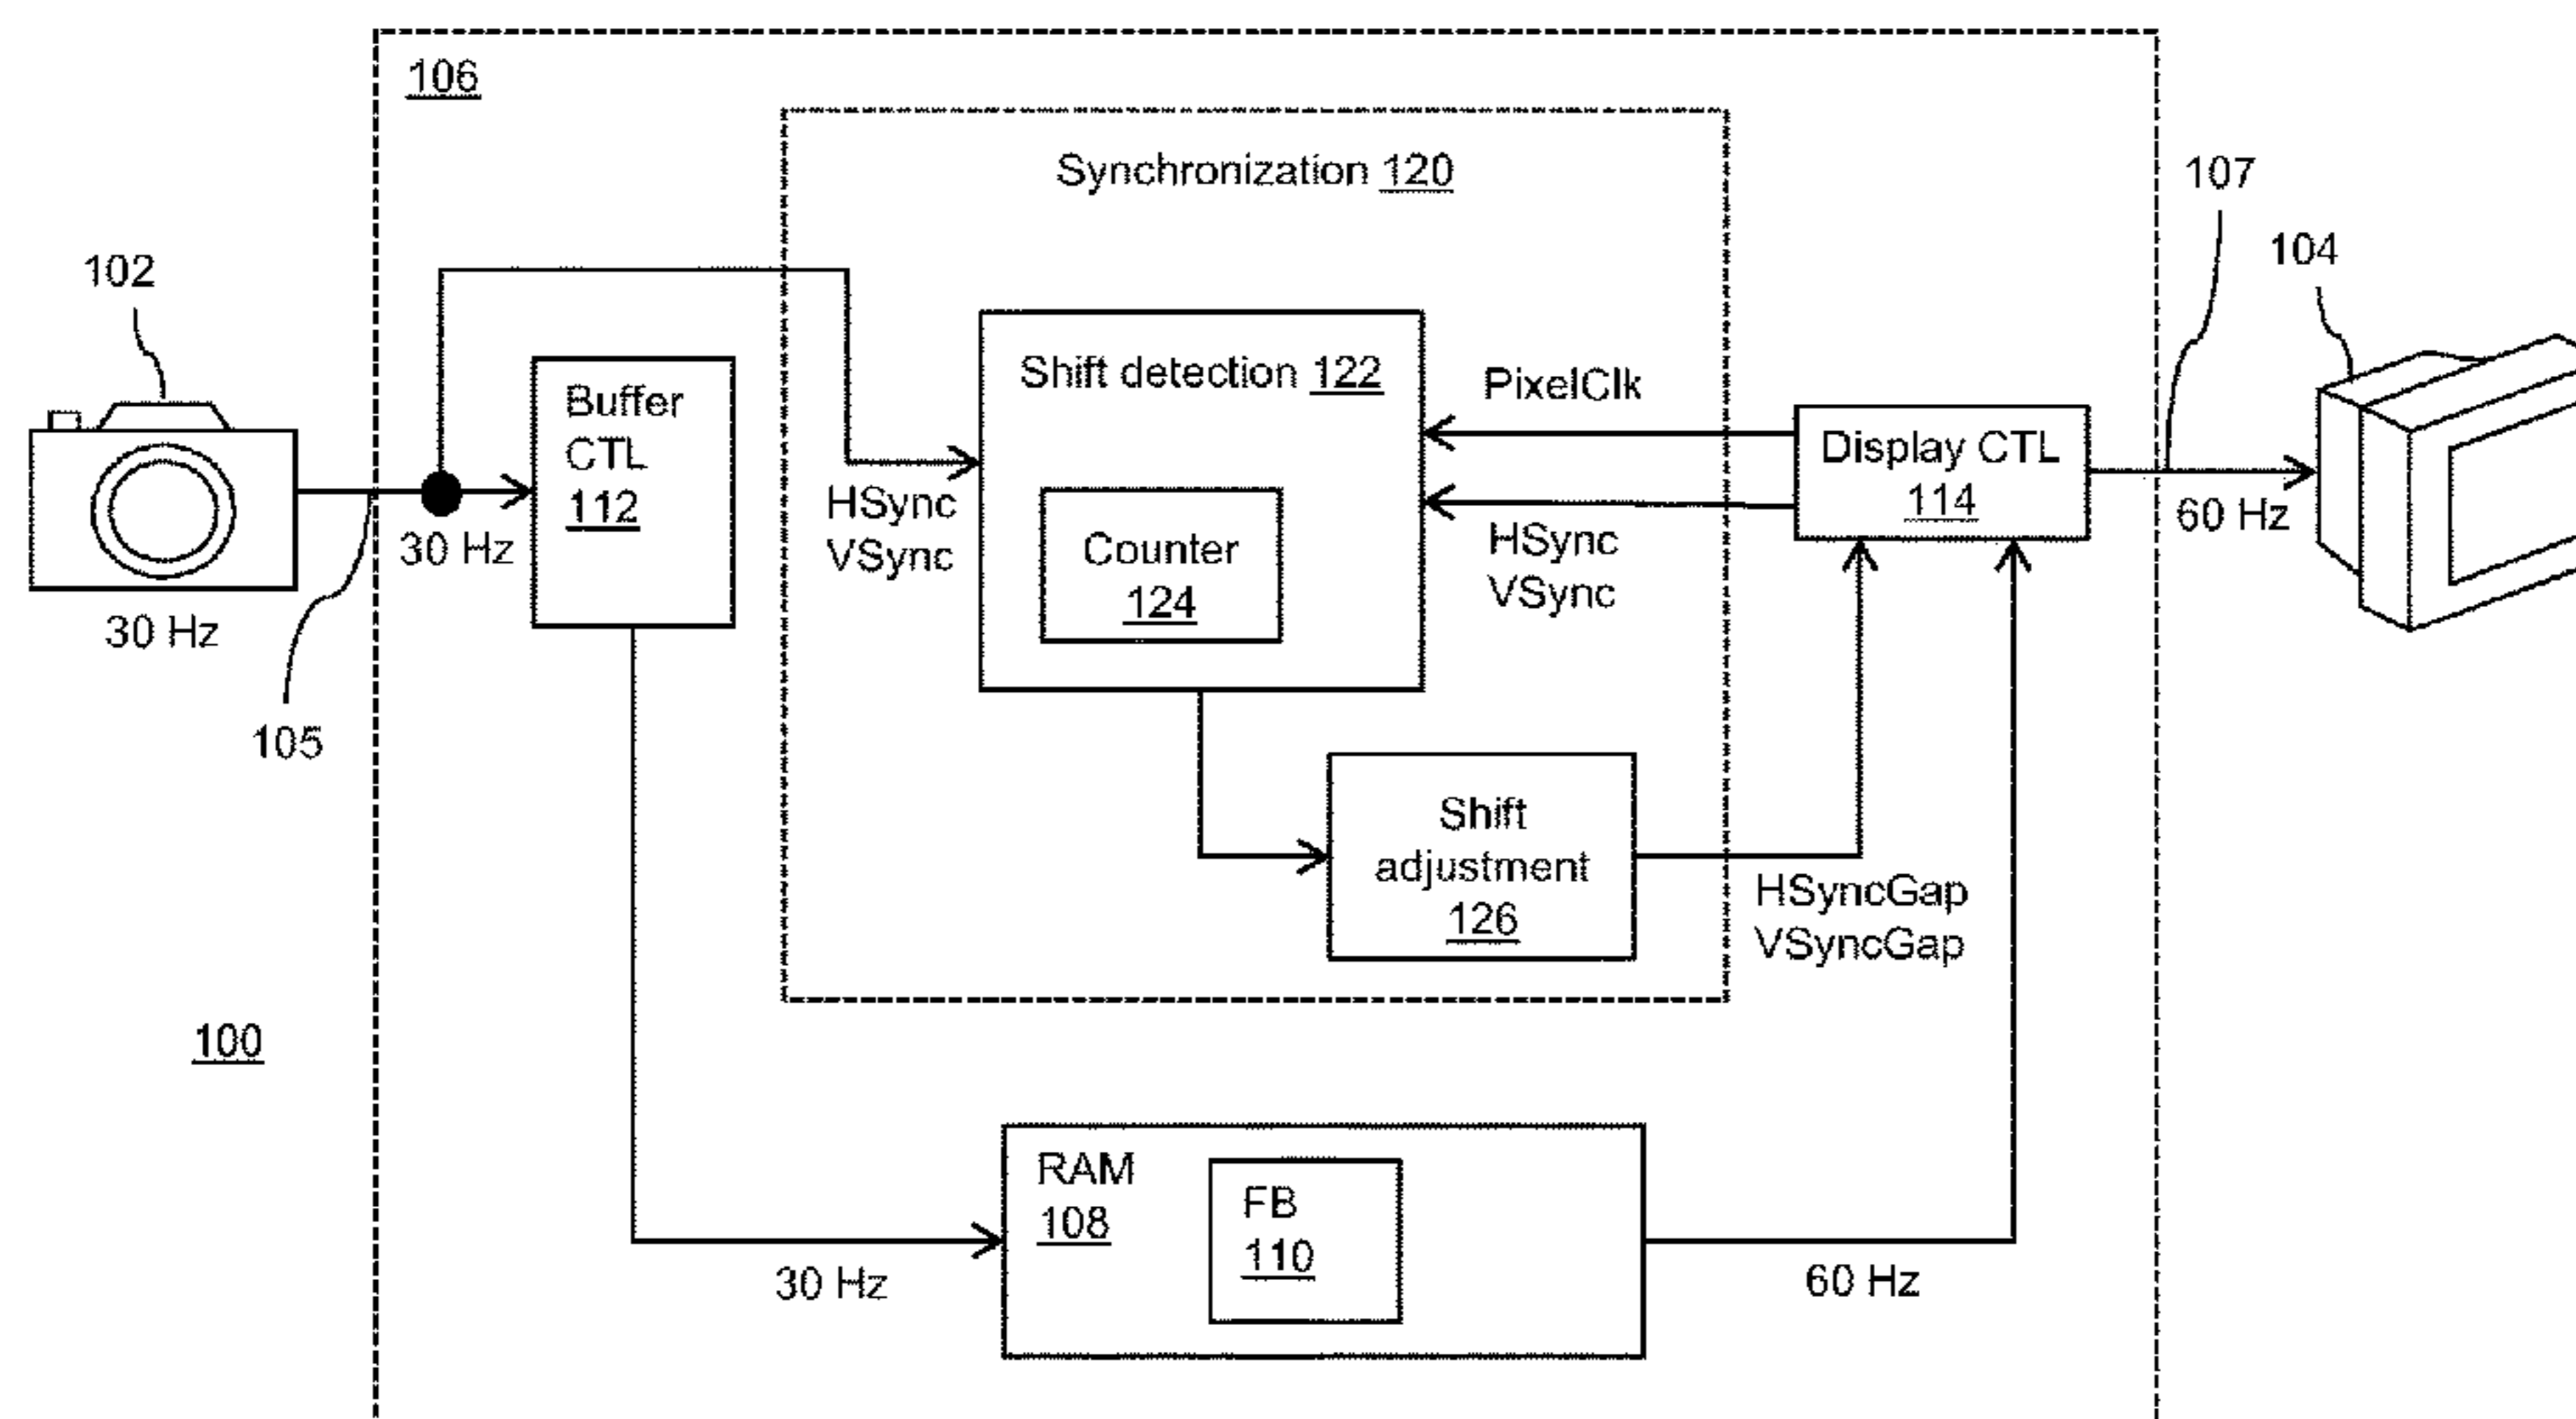 106
Synchronization 120
107
102
104
Shift detection 122
PixelClk
Buffer
CTL
112
Display CTL
114
HSync
VSync
30 Hz
Counter
124
HSync
VSync
60 Hz
30 Hz
105
Shift
adjustment
126
HSyncGap
VSyncGap
100
RAM
108
FB
110
30 Hz
60 Hz